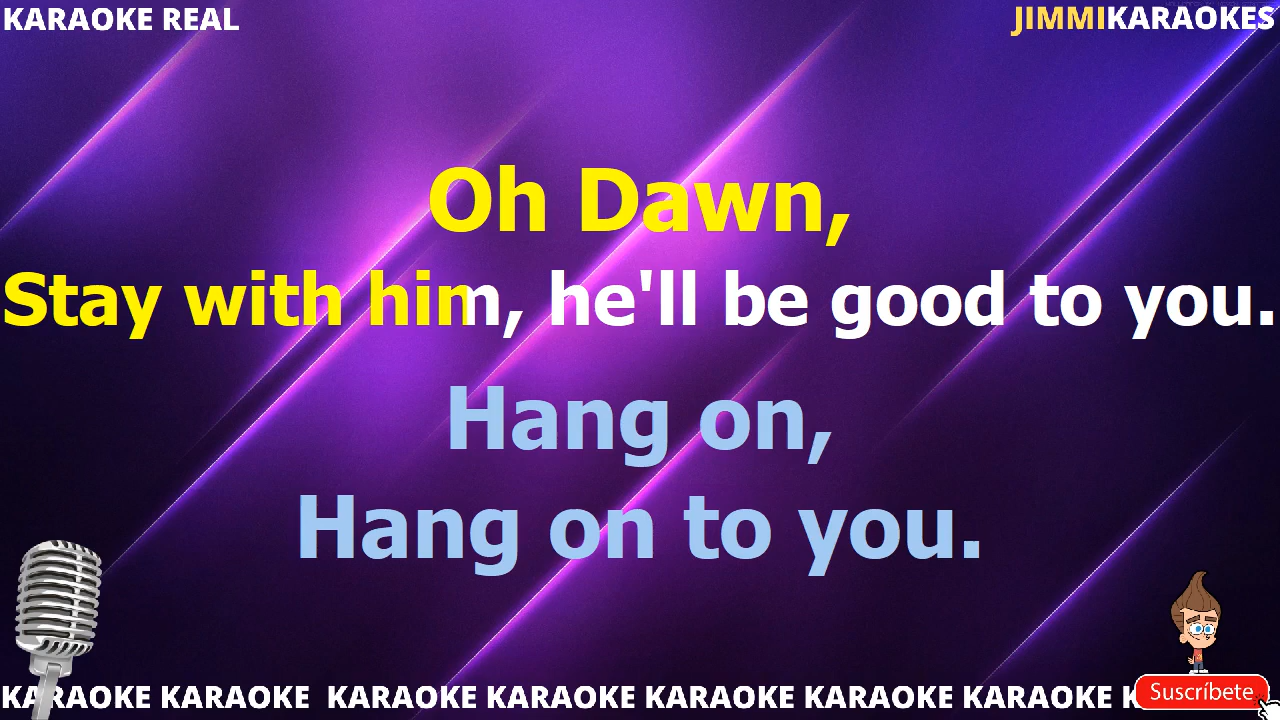 KARAOKE REAL
JIMMIKARAOKES
Oh Dawn,
Stay with him, he'll be good to you.
Hang on,
Hang on to you.
KARAOKE KARAOKE KARAOKE KARAOKE KARAOKE KARAOKE KARAOKE K
Suscríbete